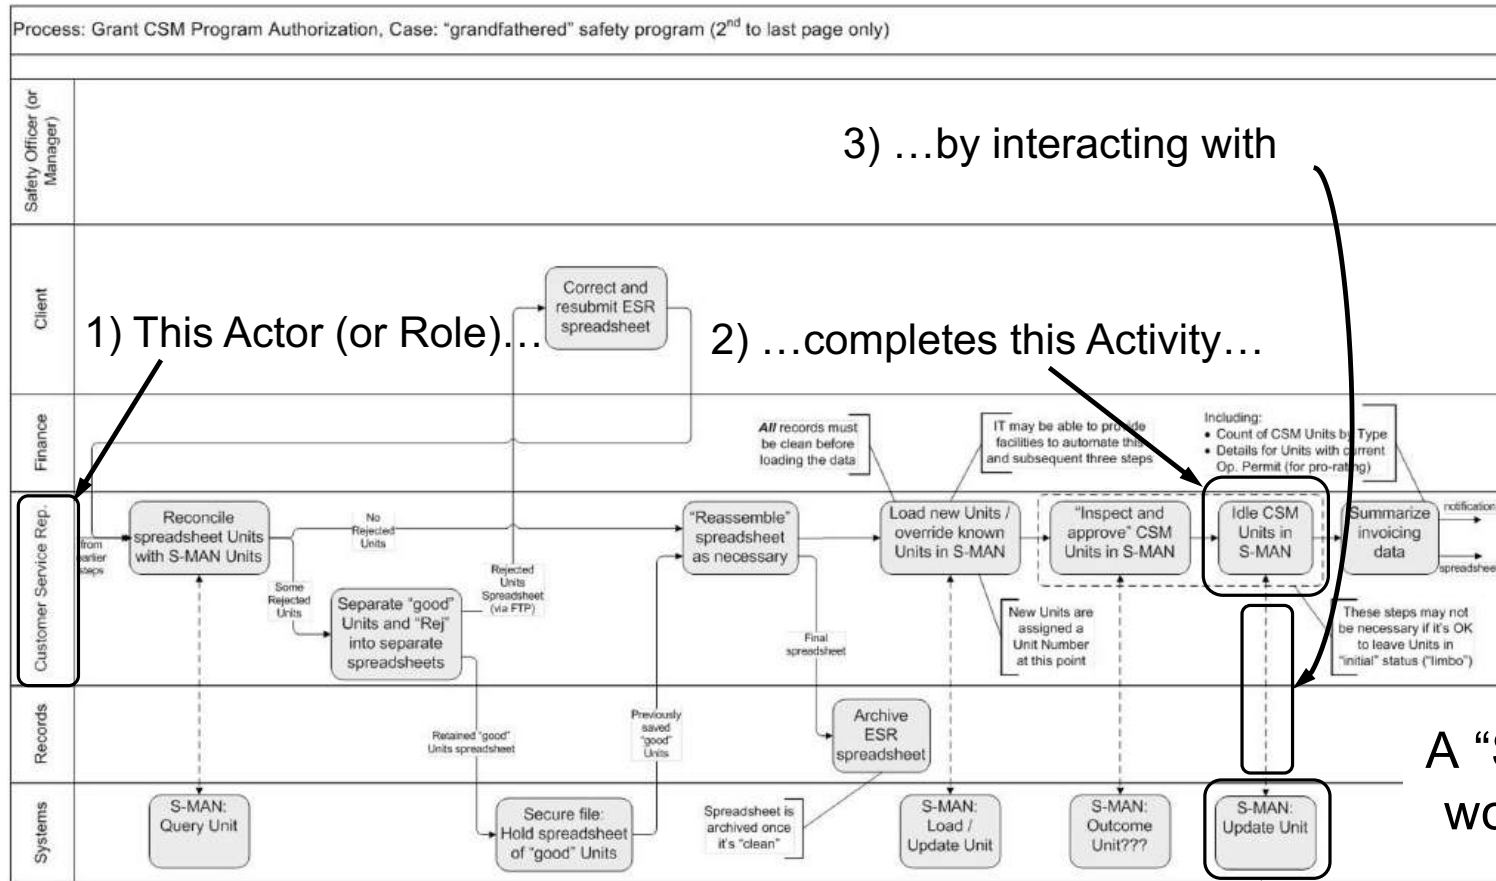 Process: Grant CSM Program Authorization, Case: “grandfathered” safety program (2nd to last page only)
Safety Officer (or
Manager)
3) …by interacting with
Client
Correct and
resubmit ESR
spreadsheet
1) This Actor (or Role)…
2) …completes this Activity…
Finance
All records must
be clean before
loading the data
IT may be able to provide
facilities to automate this
and subsequent three steps
Including:
• Count of CSM Units by Type
• Details for Units with current
Op. Permit (for pro-rating)
Customer Service Rep.
from
earlier
steps
Reconcile
spreadsheet Units
with S-MAN Units
No
Rejected
Units
Some
Rejected
Units
Separate “good”
Units and “Rej”
into separate
spreadsheets
Rejected
Units
Spreadsheet
(via FTP)
“Reassemble”
spreadsheet
as necessary
Load new Units /
override known
Units in S-MAN
“Inspect and
approve” CSM
Units in S-MAN
Idle CSM
Units in
S-MAN
Summarize
invoicing
data
notification
spreadsheet
Final
spreadsheet
New Units are
assigned a
Unit Number
at this point
These steps may not
be necessary if it’s OK
to leave Units in
“initial” status (“limbo”)
Records
Retained “good”
Units spreadsheet
Previously
saved
“good”
Units
Archive
ESR
spreadsheet
A “S
wo
Systems
S-MAN:
Query Unit
Secure file:
Hold spreadsheet
of “good” Units
Spreadsheet is
archived once
it’s “clean”
S-MAN:
Load /
Update Unit
S-MAN:
Outcome
Unit???
S-MAN:
Update Unit